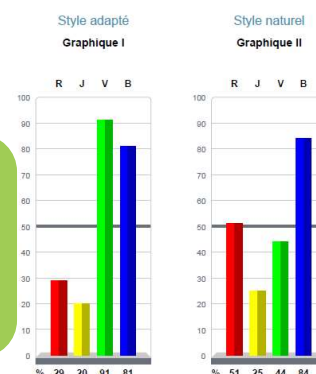 Style adapté
Graphique I
R J V B
100
90
80
70
60
50
40
30
20
10
0
% 29 20 91 81
Style naturel
Graphique II
R J V B
100
90
80
70
60
50
40
30
20
10
0
% 51 25 44 84